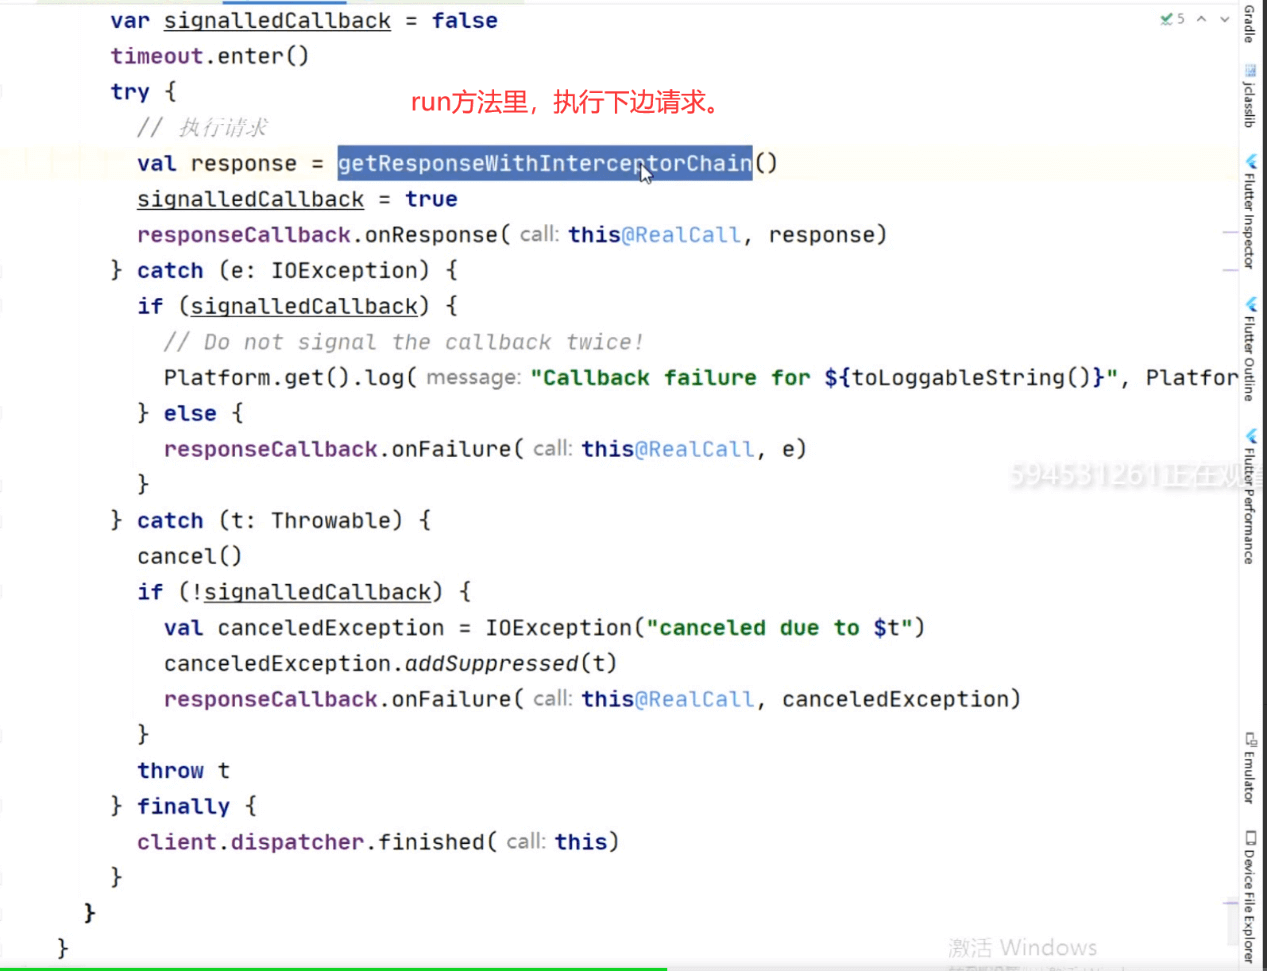 var signalledCallback = false
5
timeout.enter()
try {
run方法里，执行下边请求。
// 执行请求
val response = getResponseWithInterceptorChain()
signalledCallback = true
responseCallback.onResponse( call: this@RealCall, response)
} catch (e: IOException) {
if (signalledCallback) {
// Do not signal the callback twice!
Platform.get().log( message: "Callback failure for ${toLoggableString()}", Platfor
} else {
responseCallback.onFailure( call: this@RealCall, e)
}
594531261正在观
} catch (t: Throwable) {
cancel()
if (!signalledCallback) {
val canceledException = IOException("canceled due to $t")
canceledException.addSuppressed(t)
responseCallback.onFailure( call: this@RealCall, canceledException)
}
throw t
} finally {
client.dispatcher.finished( call: this)
}
}
}
激活 Windows
Gradle
jclasslib
Flutter Inspector
Flutter Outline
Flutter Performance
Emulator
Device File Explorer